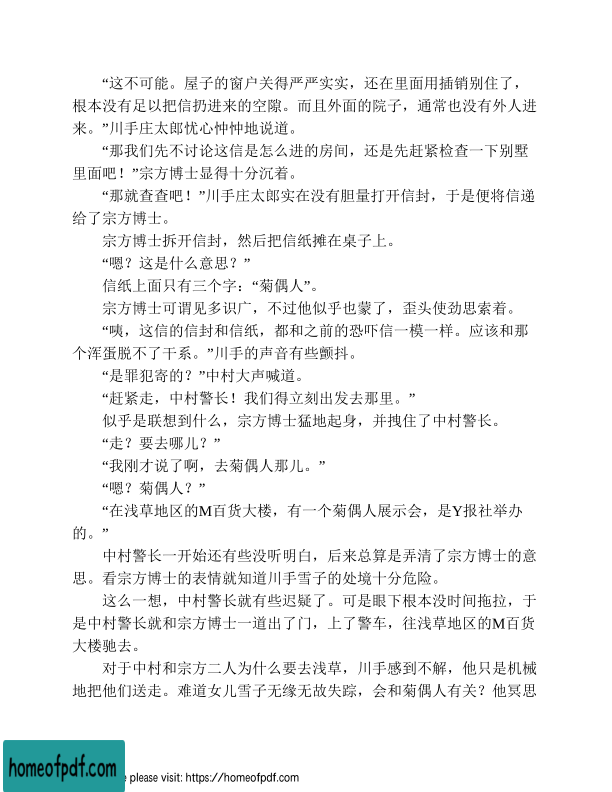 “这不可能。屋子的窗户关得严严实实，还在里面用插销别住了，
根本没有足以把信扔进来的空隙。而且外面的院子，通常也没有外人进
来。”川手庄太郎忧心忡忡地说道。
“那我们先不讨论这信是怎么进的房间，还是先赶紧检查一下别墅
里面吧！”宗方博士显得十分沉着。
“那就查查吧！”川手庄太郎实在没有胆量打开信封，于是便将信递
给了宗方博士。
宗方博士拆开信封，然后把信纸摊在桌子上。
“嗯？这是什么意思？”
信纸上面只有三个字：“菊偶人”。
宗方博士可谓见多识广，不过他似乎也蒙了，歪头使劲思索着。
“咦，这信的信封和信纸，都和之前的恐吓信一模一样。应该和那
个浑蛋脱不了干系。”川手的声音有些颤抖。
“是罪犯寄的？”中村大声喊道。
“赶紧走，中村警长！我们得立刻出发去那里。”
似乎是联想到什么，宗方博士猛地起身，并拽住了中村警长。
“走？要去哪儿？”
“我刚才说了啊，去菊偶人那儿。”
“嗯？菊偶人？”
“在浅草地区的M百货大楼，有一个菊偶人展示会，是Y报社举办
的。”
中村警长一开始还有些没听明白，后来总算是弄清了宗方博士的意
思。看宗方博士的表情就知道川手雪子的处境十分危险。
这么一想，中村警长就有些迟疑了。可是眼下根本没时间拖拉，于
是中村警长就和宗方博士一道出了门，上了警车，往浅草地区的M百货
大楼驰去。
对于中村和宗方二人为什么要去浅草，川手感到不解，他只是机械
地把他们送走。难道女儿雪子无缘无故失踪，会和菊偶人有关？他冥思
homeofpdf.com
e please visit: https://homeofpdf.com